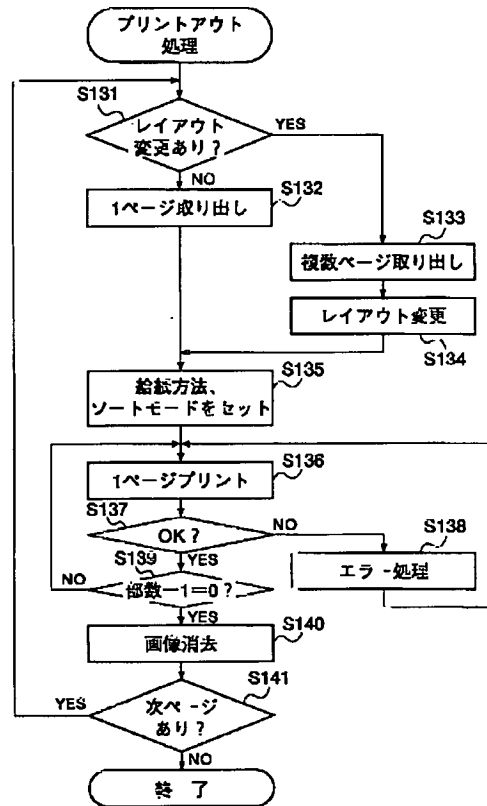 プリントアウト
処理
S131
レイアウト
変更あり？
YES
NO
S132
1ページ取り出し
S133
複数ページ取り出し
レイアウト変更
S134
S135
給紙方法、
ソートモードをセット
S136
1ページプリント
S137
OK？
NO
YES
S138
エラー処理
S139
部数ー1＝0？
NO
YES
S140
画像消去
S141
次ページ
あり？
YES
NO
終了